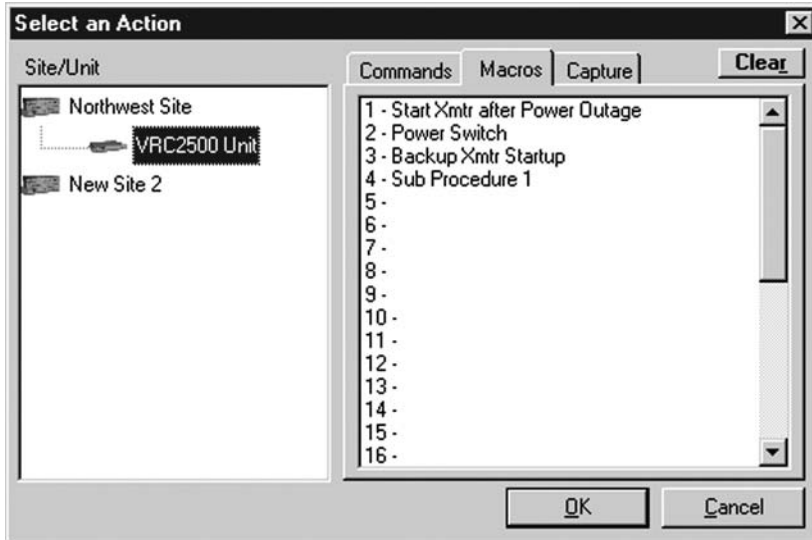 Select an Action
Site/Unit
Northwest Site
VRC2500 Unit
New Site 2
Commands
Macros
Capture
Clear
1 - Start Xmtr after Power Outage
2 - Power Switch
3 - Backup Xmtr Startup
4 - Sub Procedure 1
5 -
6 -
7 -
8 -
9 -
10 -
11 -
12 -
13 -
14 -
15 -
16 -
OK
Cancel